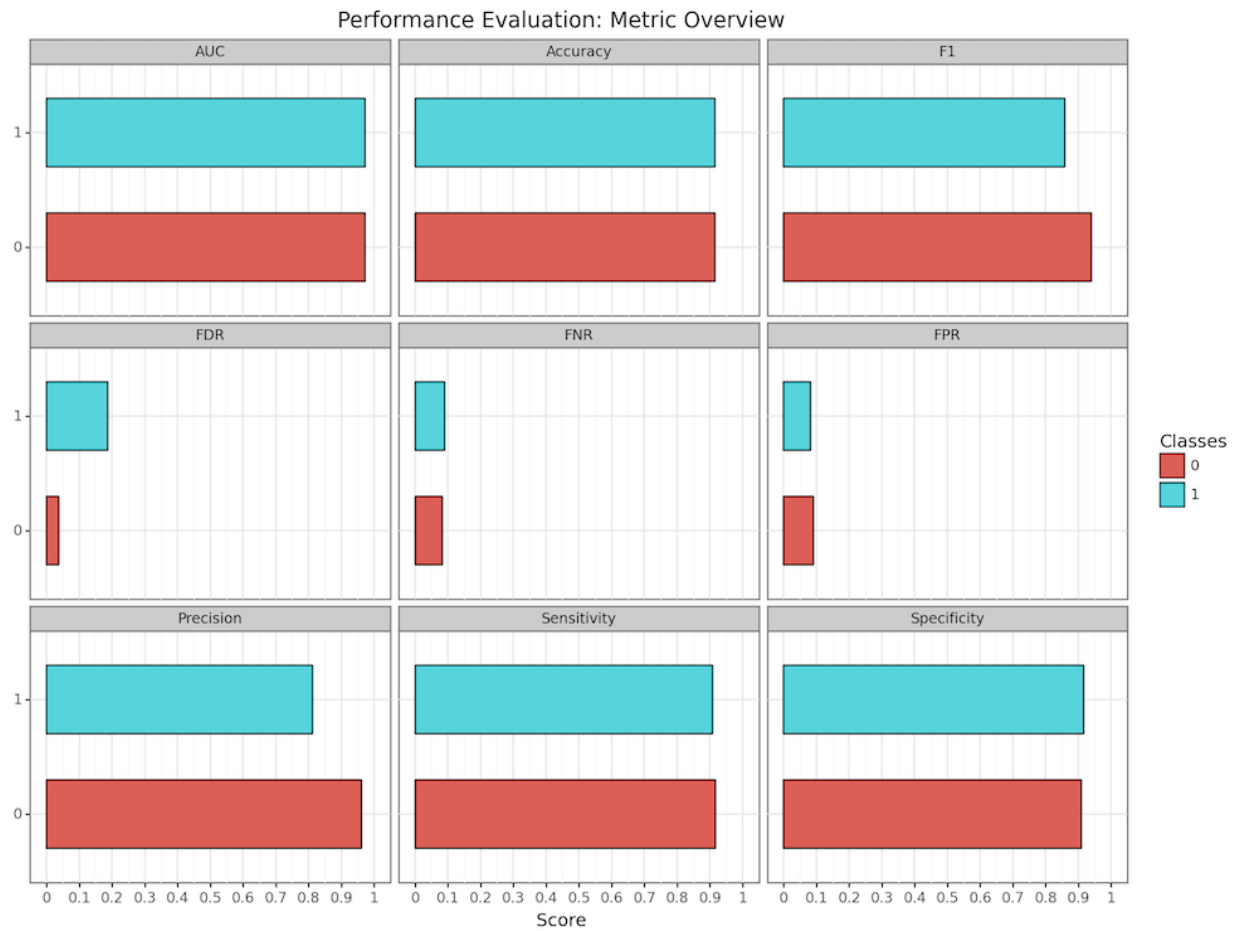 Performance Evaluation: Metric Overview
AUC Accuracy F1
1
0
FDR FNR FPR
1
0
Classes
0
1
Precision Sensitivity Specificity
1
0
0 0.1 0.2 0.3 0.4 0.5 0.6 0.7 0.8 0.9 1 0 0.1 0.2 0.3 0.4 0.5 0.6 0.7 0.8 0.9 1 0 0.1 0.2 0.3 0.4 0.5 0.6 0.7 0.8 0.9 1
Score